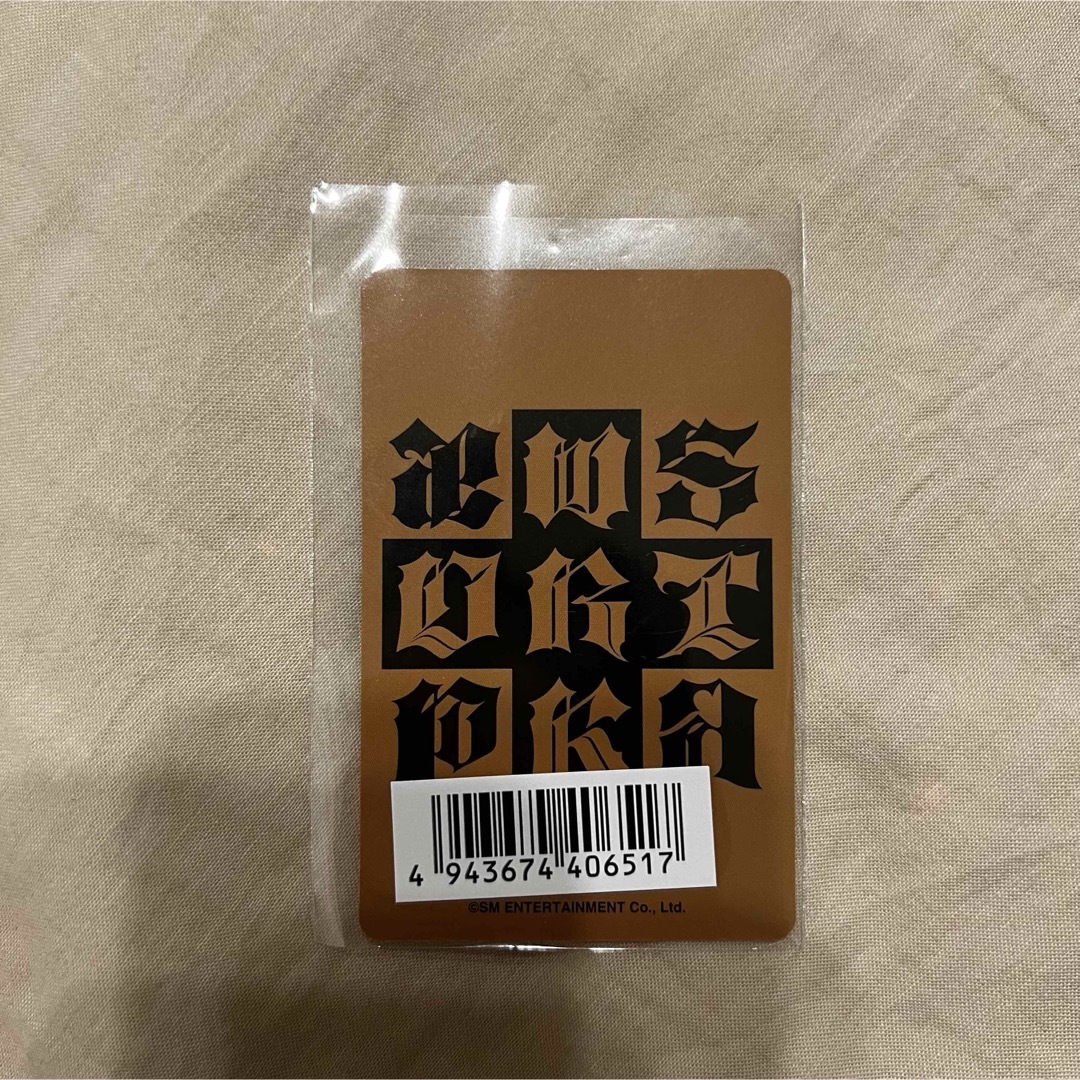 æ W S
O R T
P K A
4 943674 406517
©SM ENTERTAINMENT Co., Ltd.